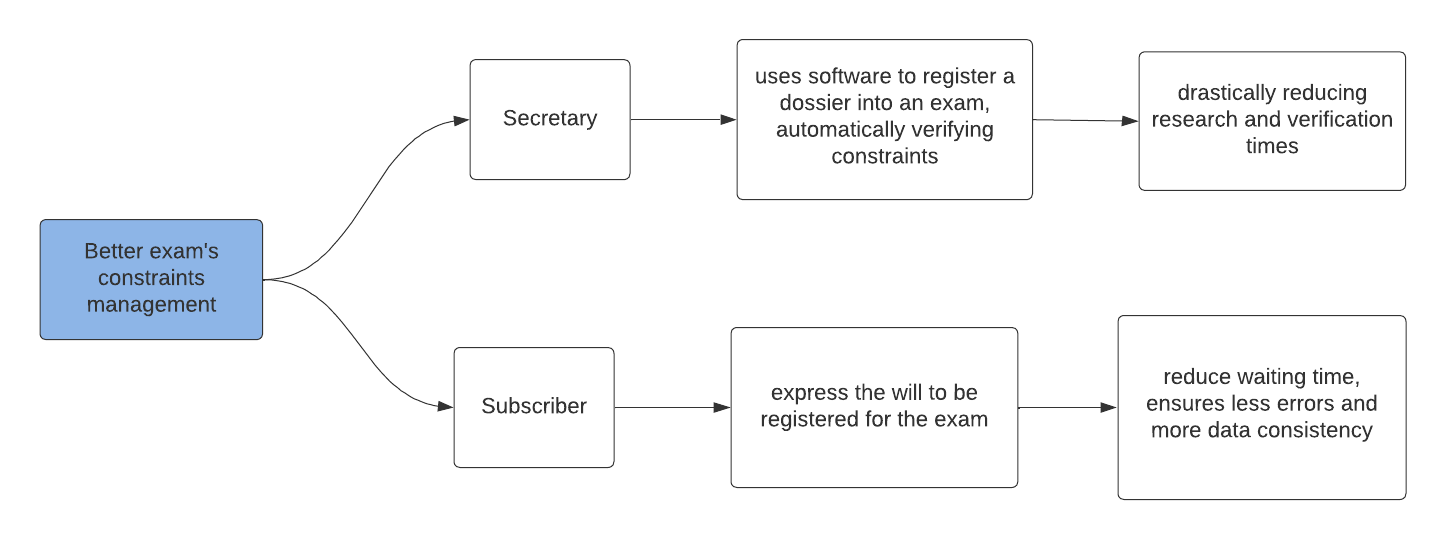 Better exam's
constraints
management
Secretary
uses software to register a
dossier into an exam,
automatically verifying
constraints
drastically reducing
research and verification
times
Subscriber
express the will to be
registered for the exam
reduce waiting time,
ensures less errors and
more data consistency